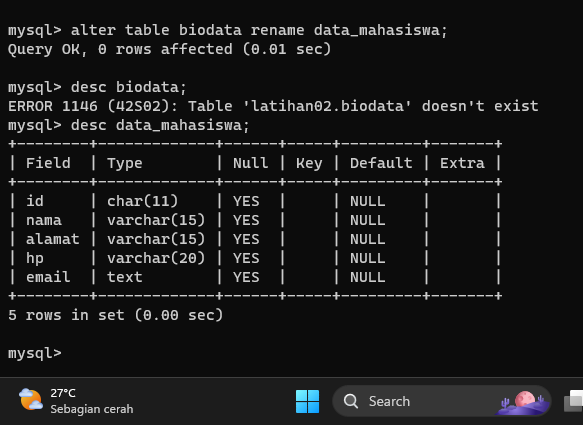 mysql> alter table biodata rename data_mahasiswa;
Query OK, 0 rows affected (0.01 sec)
mysql> desc biodata;
ERROR 1146 (42S02): Table 'latihan02.biodata' doesn't exist
mysql> desc data_mahasiswa;
+--------+-------------+------+-----+---------+-------+
| Field  | Type        | Null | Key | Default | Extra |
+--------+-------------+------+-----+---------+-------+
| id     | char(11)    | YES  |     | NULL    |       |
| nama   | varchar(15) | YES  |     | NULL    |       |
| alamat | varchar(15) | YES  |     | NULL    |       |
| hp     | varchar(20) | YES  |     | NULL    |       |
| email  | text        | YES  |     | NULL    |       |
+--------+-------------+------+-----+---------+-------+
5 rows in set (0.00 sec)
mysql>
27°C
Sebagian cerah
Search